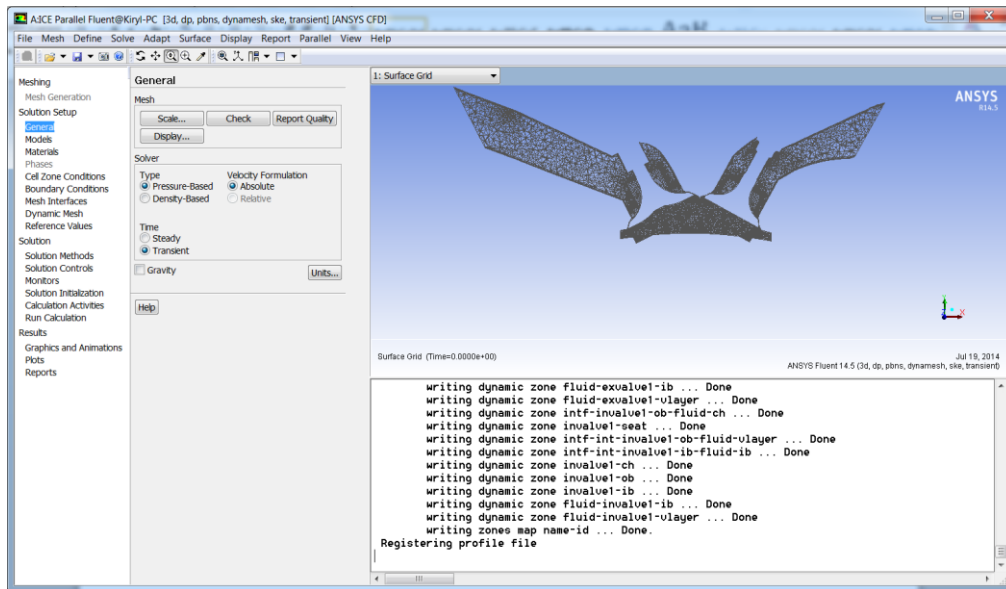 A:ICE Parallel Fluent@Kiryl-PC [3d, dp, pbns, dynamesh, ske, transient] [ANSYS CFD]
File Mesh Define Solve Adapt Surface Display Report Parallel View Help
Meshing
Mesh Generation
Solution Setup
General
Models
Materials
Phases
Cell Zone Conditions
Boundary Conditions
Mesh Interfaces
Dynamic Mesh
Reference Values
Solution
Solution Methods
Solution Controls
Monitors
Solution Initialization
Calculation Activities
Run Calculation
Results
Graphics and Animations
Plots
Reports
General
Mesh
Scale... Check Report Quality
Display...
Solver
Type Velocity Formulation
Pressure-Based Absolute
Density-Based Relative
Time
Steady
Transient
Gravity Units...
Help
1: Surface Grid
ANSYS
R14.5
Surface Grid (Time=0.0000e+00) Jul 19, 2014
ANSYS Fluent 14.5 (3d, dp, pbns, dynamesh, ske, transient)
writing dynamic zone fluid-exvalve1-ib ... Done
writing dynamic zone fluid-exvalve1-vlayer ... Done
writing dynamic zone intf-invalve1-ob-fluid-ch ... Done
writing dynamic zone invalve1-seat ... Done
writing dynamic zone intf-int-invalve1-ob-fluid-vlayer ... Done
writing dynamic zone intf-int-invalve1-ib-fluid-ib ... Done
writing dynamic zone invalve1-ch ... Done
writing dynamic zone invalve1-ob ... Done
writing dynamic zone invalve1-ib ... Done
writing dynamic zone fluid-invalve1-ib ... Done
writing dynamic zone fluid-invalve1-vlayer ... Done
writing zones map name-id ... Done.
Registering profile file